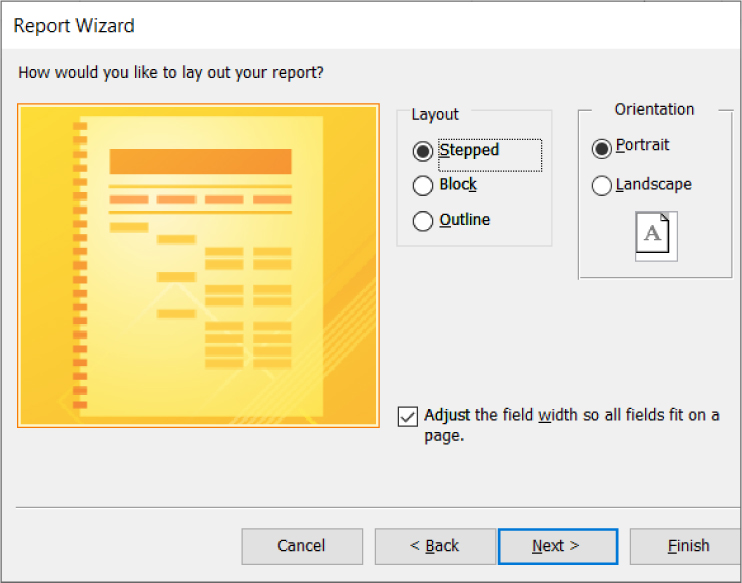 Report Wizard
How would you like to lay out your report?
Layout
Stepped
Block
Outline
Orientation
Portrait
Landscape
A
Adjust the field width so all fields fit on a
page.
Cancel
< Back
Next >
Finish